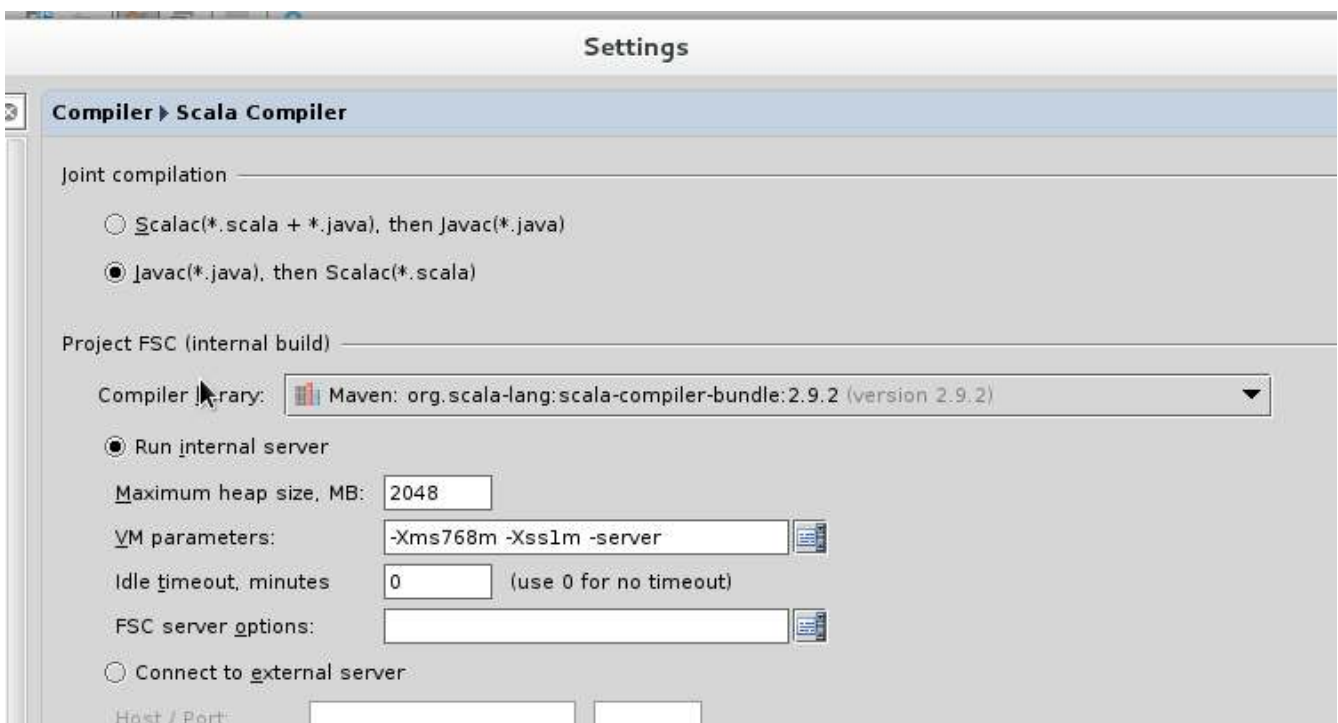 Settings
Compiler Scala Compiler
Joint compilation
Scalac(*.scala + *.java), then Javac(*.java)
Javac(*.java), then Scalac(*.scala)
Project FSC (internal build)
Compiler Maven: org.scala-lang:scala-compiler-bundle:2.9.2 (version 2.9.2)
Run internal server
Maximum heap size, MB: 2048
VM parameters: -Xms768m -Xss1m -server
Idle timeout, minutes 0 (use 0 for no timeout)
FSC server options:
Connect to external server
Host / Port: